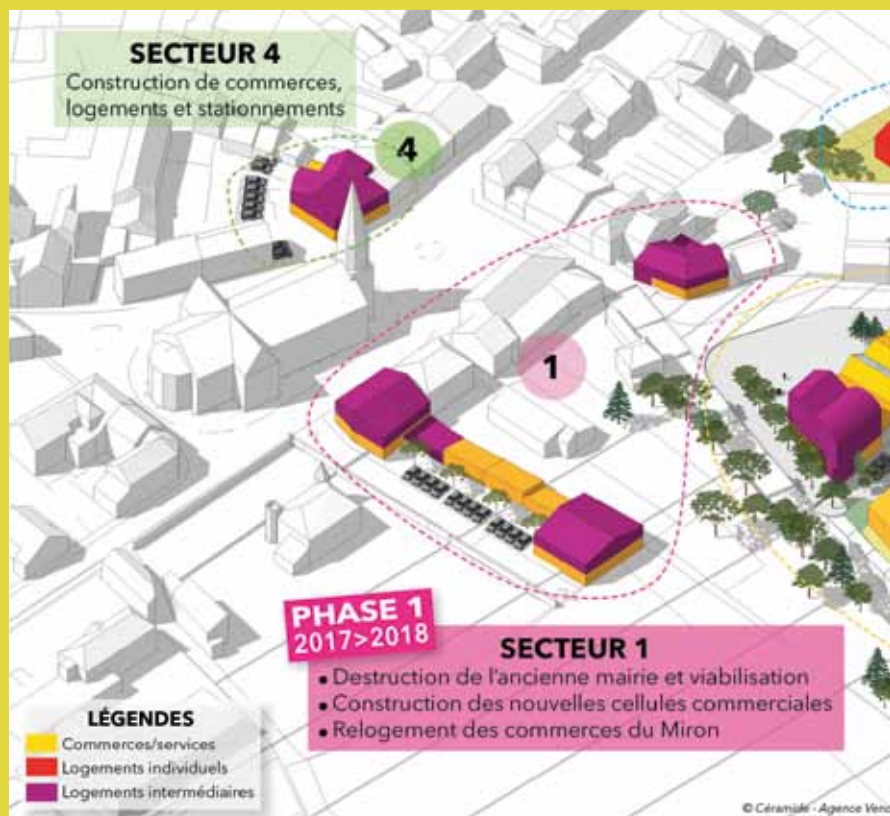 SECTEUR 4
Construction de commerces,
logements et stationnements
4
1
PHASE 1
2017>2018
SECTEUR 1
• Destruction de l'ancienne mairie et viabilisation
• Construction des nouvelles cellules commerciales
• Relogement des commerces du Miron
LÉGENDES
Commerces/services
Logements individuels
Logements intermédiaires
© Céramide - Agence